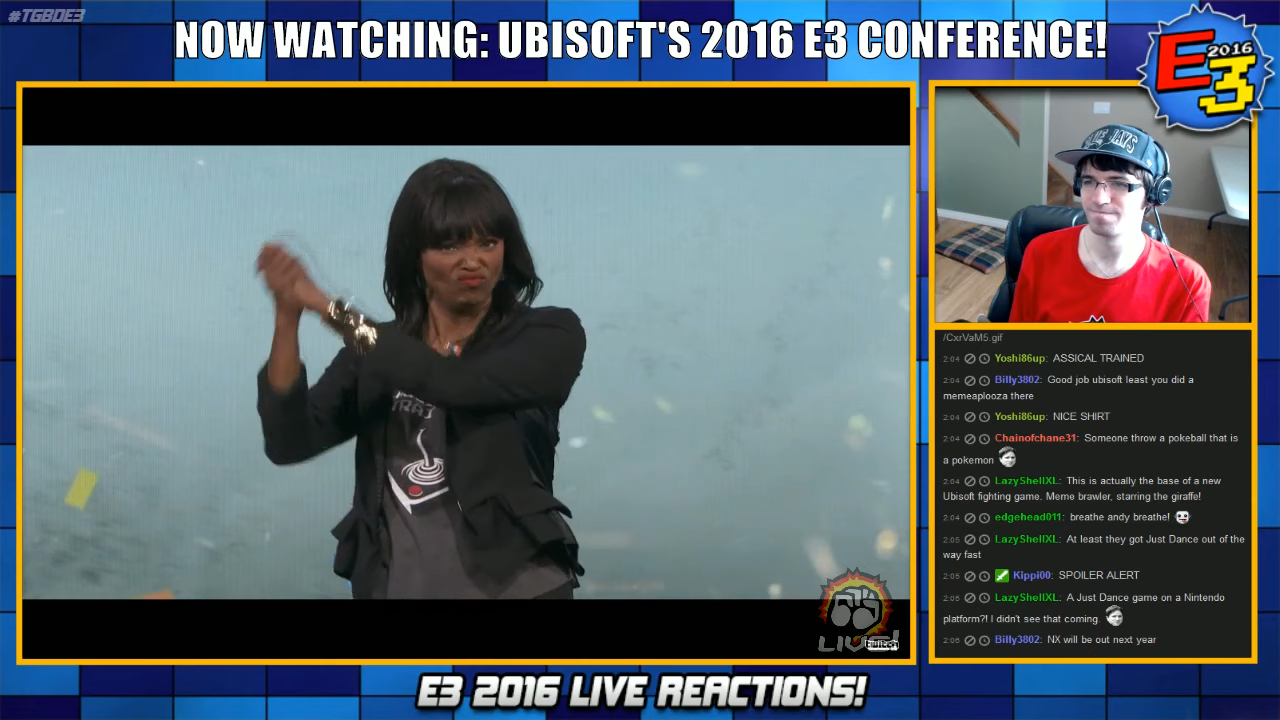 #TGBDE3
NOW WATCHING: UBISOFT'S 2016 E3 CONFERENCE!
E3 2016
BLUE JAYS
/CxrVaM5.gif
2:04 Yoshi86up: ASSICAL TRAINED
2:04 Billy3802: Good job ubisoft least you did a
memeaplooza there
2:04 Yoshi86up: NICE SHIRT
2:04 Chainofchane31: Someone throw a pokeball that is
a pokemon
2:04 LazyShellXL: This is actually the base of a new
Ubisoft fighting game. Meme brawler, starring the giraffe!
2:04 edgehead011: breathe andy breathe!
2:05 LazyShellXL: At least they got Just Dance out of the
way fast
2:05 Kippi00: SPOILER ALERT
2:05 LazyShellXL: A Just Dance game on a Nintendo
platform?! I didn't see that coming.
2:06 Billy3802: NX will be out next year
LIVE!
twitch
E3 2016 LIVE REACTIONS!